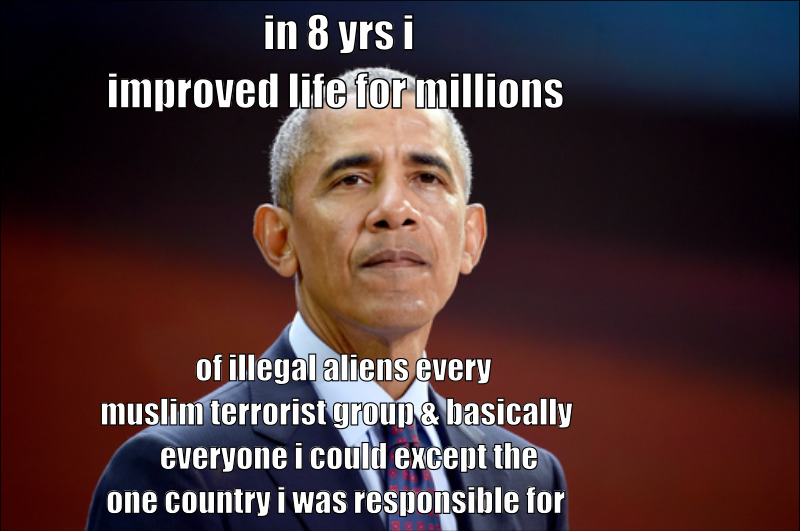 in 8 yrs i
improved life for millions
of illegal aliens every
muslim terrorist group & basically
everyone i could except the
one country i was responsible for